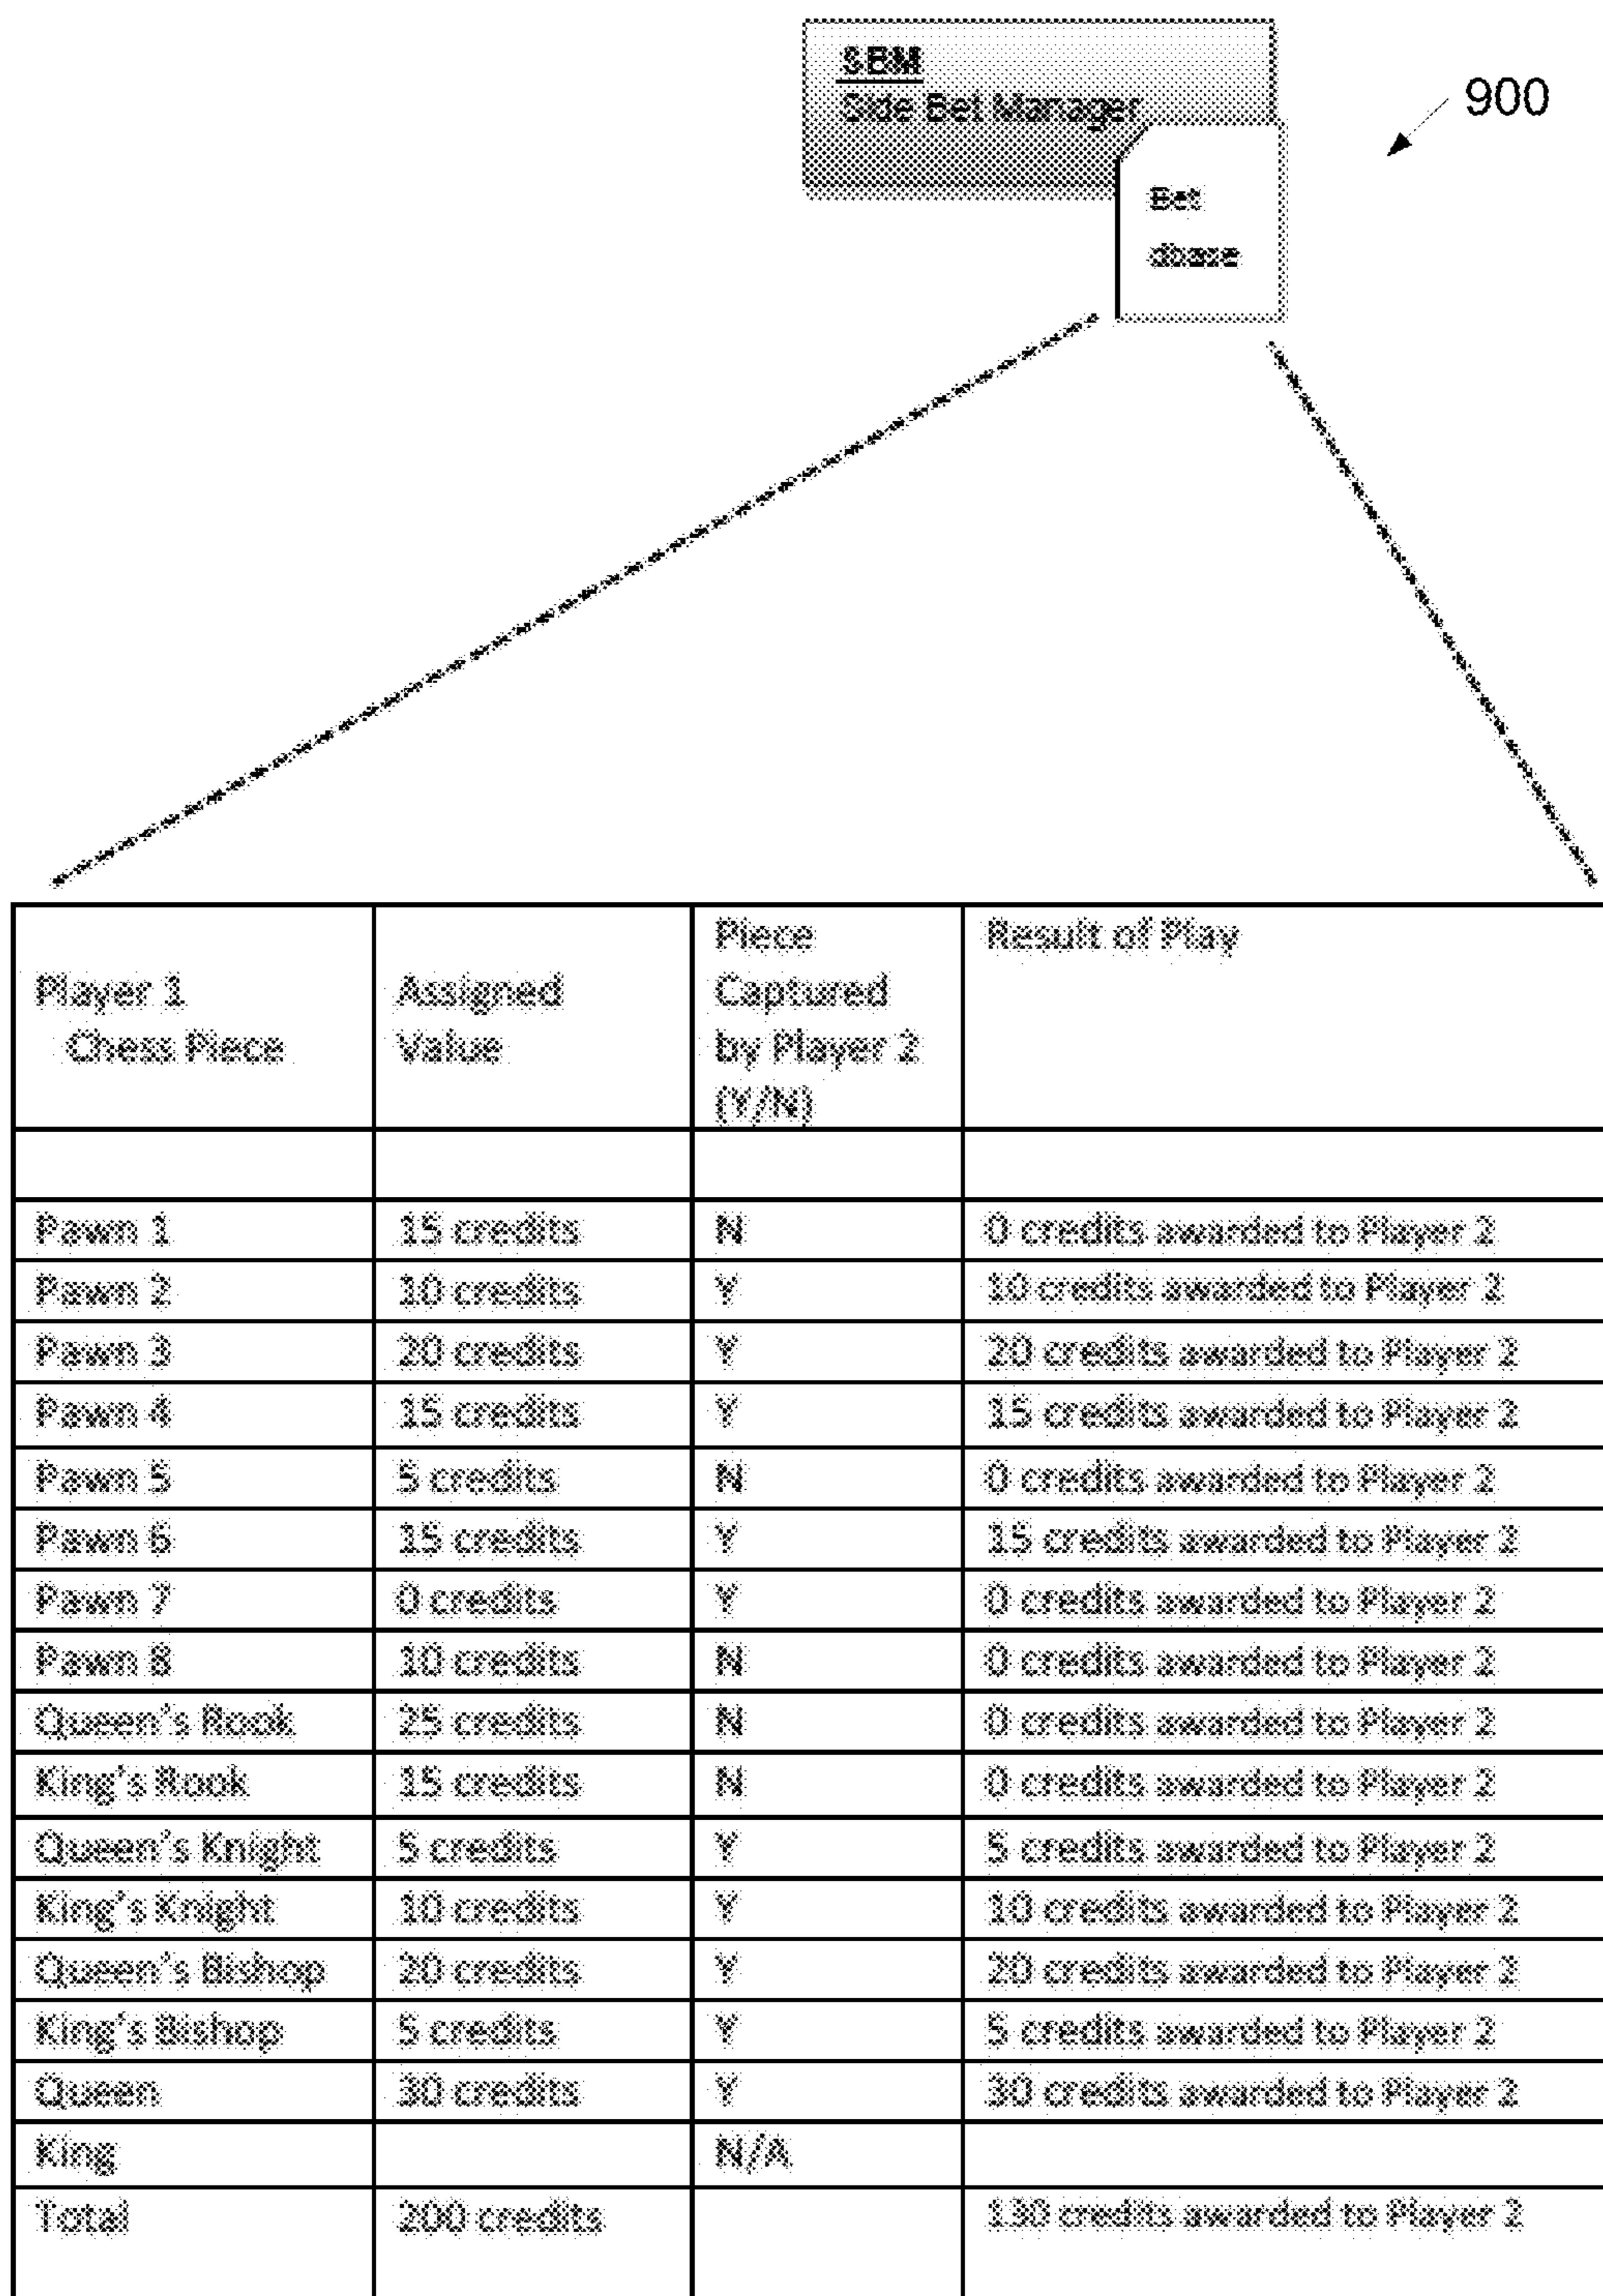 SBM
Side Bet Manager
900
Bet
dbase
Player 1
Chess Piece
Assigned
Value
Piece
Captured
by Player 2
(Y/N)
Result of Play
Pawn 1 15 credits N 0 credits awarded to Player 2
Pawn 2 10 credits Y 10 credits awarded to Player 2
Pawn 3 20 credits Y 20 credits awarded to Player 2
Pawn 4 15 credits Y 15 credits awarded to Player 2
Pawn 5 5 credits N 0 credits awarded to Player 2
Pawn 6 15 credits Y 15 credits awarded to Player 2
Pawn 7 0 credits Y 0 credits awarded to Player 2
Pawn 8 10 credits N 0 credits awarded to Player 2
Queen's Rook 25 credits N 0 credits awarded to Player 2
King's Rook 15 credits N 0 credits awarded to Player 2
Queen's Knight 5 credits Y 5 credits awarded to Player 2
King's Knight 10 credits Y 10 credits awarded to Player 2
Queen's Bishop 20 credits Y 20 credits awarded to Player 2
King's Bishop 5 credits Y 5 credits awarded to Player 2
Queen 30 credits Y 30 credits awarded to Player 2
King N/A
Total 200 credits 130 credits awarded to Player 2